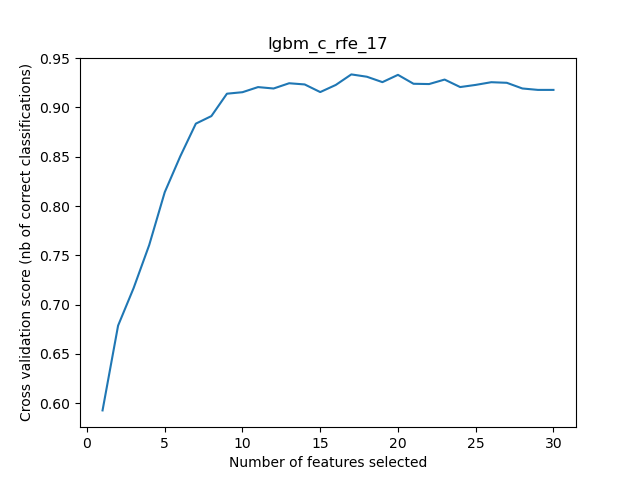 lgbm_c_rfe_17
Cross validation score (nb of correct classifications)
0.95
0.90
0.85
0.80
0.75
0.70
0.65
0.60
0 5 10 15 20 25 30
Number of features selected